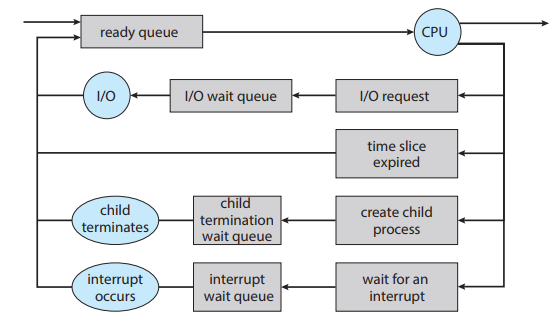 ready queue
CPU
I/O
I/O wait queue
I/O request
time slice
expired
child
terminates
child
termination
wait queue
create child
process
interrupt
occurs
interrupt
wait queue
wait for an
interrupt